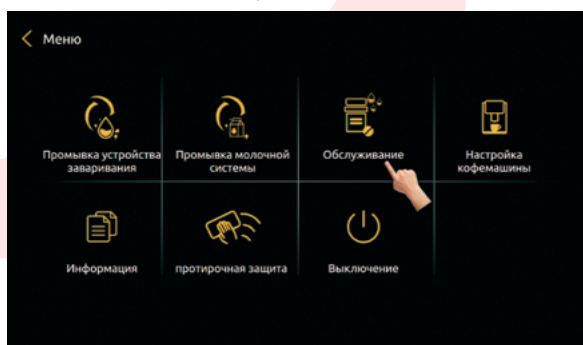 Меню
Промывка устройства
заваривания
Промывка молочной
системы
Обслуживание
Настройка
кофемашины
Информация
протирочная защита
Выключение